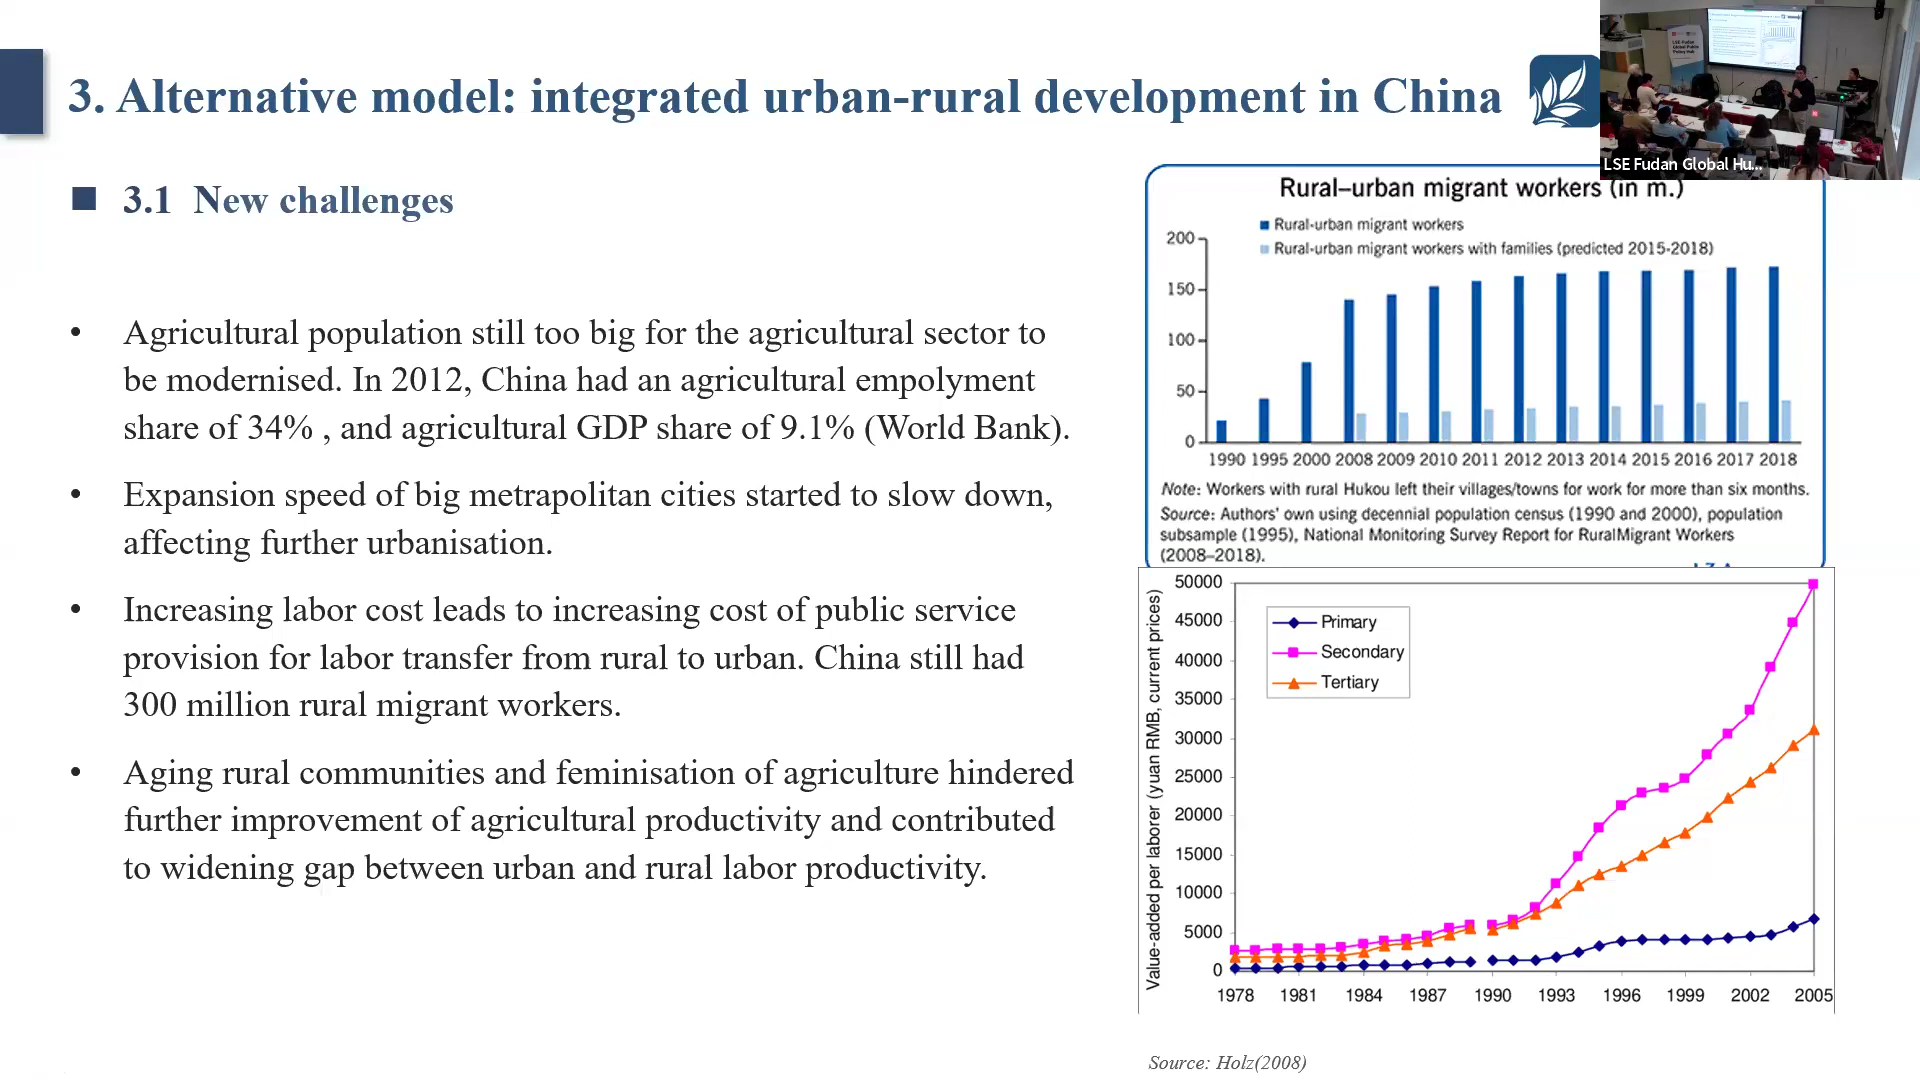 3. Alternative model: integrated urban-rural development in China
LSE-Fudan
Global Public
Policy Hub
LSE Fudan Global Hu...
3.1 New challenges
• Agricultural population still too big for the agricultural sector to
be modernised. In 2012, China had an agricultural empolyment
share of 34% , and agricultural GDP share of 9.1% (World Bank).
• Expansion speed of big metrapolitan cities started to slow down,
affecting further urbanisation.
• Increasing labor cost leads to increasing cost of public service
provision for labor transfer from rural to urban. China still had
300 million rural migrant workers.
• Aging rural communities and feminisation of agriculture hindered
further improvement of agricultural productivity and contributed
to widening gap between urban and rural labor productivity.
Rural–urban migrant workers (in m.)
Rural-urban migrant workers
Rural-urban migrant workers with families (predicted 2015-2018)
200
150
100
50
0
1990 1995 2000 2008 2009 2010 2011 2012 2013 2014 2015 2016 2017 2018
Note: Workers with rural Hukou left their villages/towns for work for more than six months.
Source: Authors' own using decennial population census (1990 and 2000), population
subsample (1995), National Monitoring Survey Report for RuralMigrant Workers
(2008–2018).
Value-added per laborer (yuan RMB, current prices)
50000
45000
40000
35000
30000
25000
20000
15000
10000
5000
0
Primary
Secondary
Tertiary
1978 1981 1984 1987 1990 1993 1996 1999 2002 2005
Source: Holz(2008)